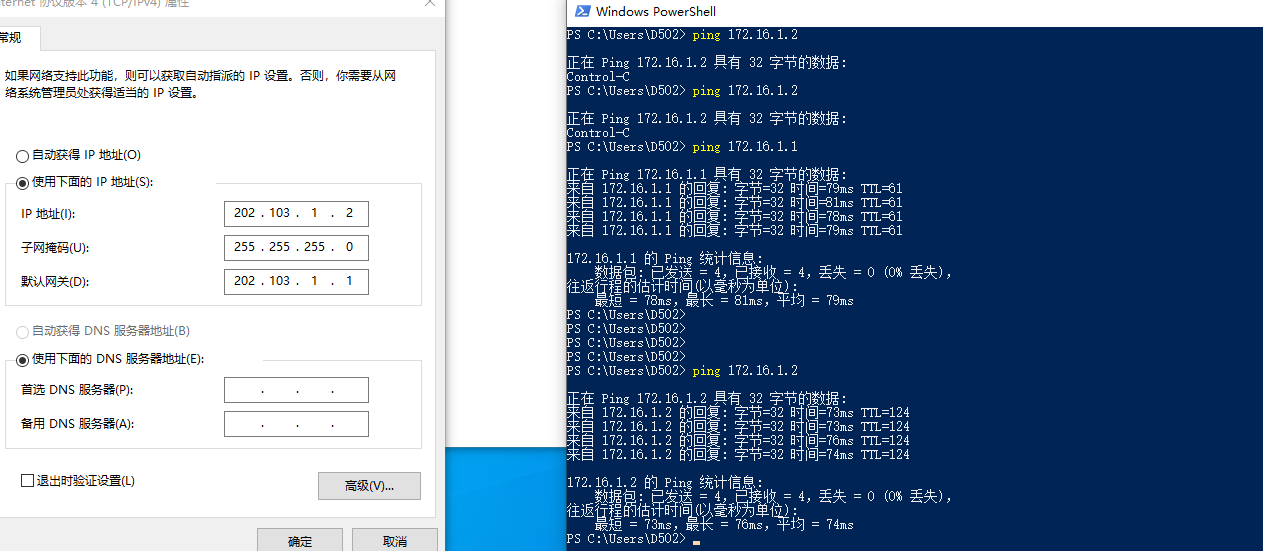 Internet 协议版本 4 (TCP/IPv4) 属性
常规
如果网络支持此功能，则可以获取自动指派的 IP 设置。否则，你需要从网
络系统管理员处获得适当的 IP 设置。
自动获得 IP 地址(O)
使用下面的 IP 地址(S):
IP 地址(I):
202 . 103 . 1 . 2
子网掩码(U):
255 . 255 . 255 . 0
默认网关(D):
202 . 103 . 1 . 1
自动获得 DNS 服务器地址(B)
使用下面的 DNS 服务器地址(E):
首选 DNS 服务器(P):
. . .
备用 DNS 服务器(A):
. . .
退出时验证设置(L)
高级(V)...
确定
取消
Windows PowerShell
PS C:\Users\D502> ping 172.16.1.2
正在 Ping 172.16.1.2 具有 32 字节的数据:
Control-C
PS C:\Users\D502> ping 172.16.1.2
正在 Ping 172.16.1.2 具有 32 字节的数据:
Control-C
PS C:\Users\D502> ping 172.16.1.1
正在 Ping 172.16.1.1 具有 32 字节的数据:
来自 172.16.1.1 的回复: 字节=32 时间=79ms TTL=61
来自 172.16.1.1 的回复: 字节=32 时间=81ms TTL=61
来自 172.16.1.1 的回复: 字节=32 时间=78ms TTL=61
来自 172.16.1.1 的回复: 字节=32 时间=79ms TTL=61
172.16.1.1 的 Ping 统计信息:
数据包: 已发送 = 4，已接收 = 4，丢失 = 0 (0% 丢失)，
往返行程的估计时间(以毫秒为单位):
最短 = 78ms，最长 = 81ms，平均 = 79ms
PS C:\Users\D502>
PS C:\Users\D502>
PS C:\Users\D502>
PS C:\Users\D502>
PS C:\Users\D502> ping 172.16.1.2
正在 Ping 172.16.1.2 具有 32 字节的数据:
来自 172.16.1.2 的回复: 字节=32 时间=73ms TTL=124
来自 172.16.1.2 的回复: 字节=32 时间=73ms TTL=124
来自 172.16.1.2 的回复: 字节=32 时间=76ms TTL=124
来自 172.16.1.2 的回复: 字节=32 时间=74ms TTL=124
172.16.1.2 的 Ping 统计信息:
数据包: 已发送 = 4，已接收 = 4，丢失 = 0 (0% 丢失)，
往返行程的估计时间(以毫秒为单位):
最短 = 73ms，最长 = 76ms，平均 = 74ms
PS C:\Users\D502>